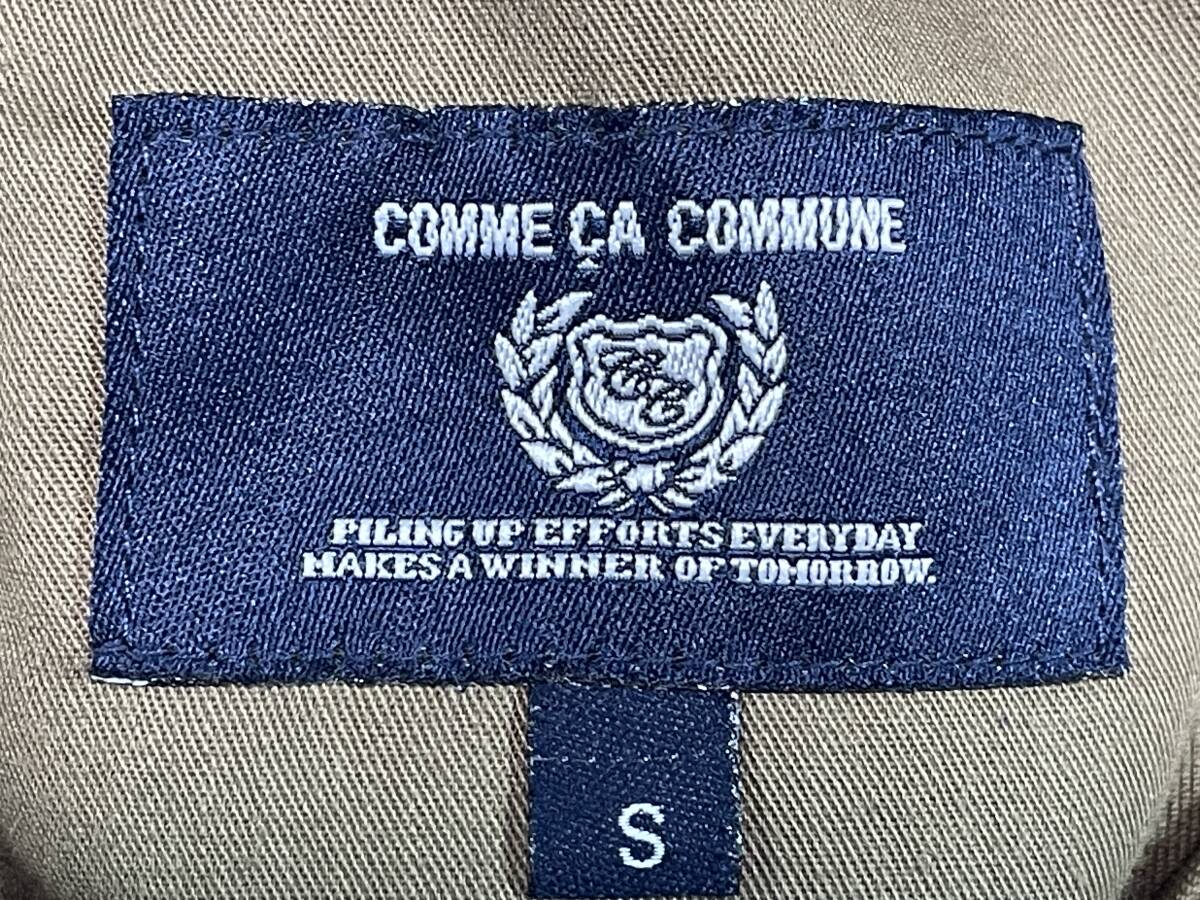 COMME ÇA COMMUNE
PILING UP EFFORTS EVERYDAY
MAKES A WINNER OF TOMORROW.
S